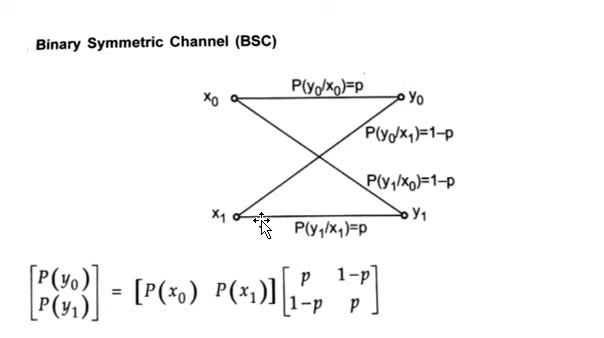 Binary Symmetric Channel (BSC)
x₀ P(y₀/x₀)=p y₀
P(y₀/x₁)=1–p
P(y₁/x₀)=1–p
x₁ P(y₁/x₁)=p y₁
[P(y₀) P(y₁)] = [P(x₀) P(x₁)] [p 1−p
1−p p]